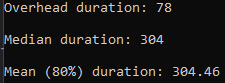 Overhead duration: 78
Median duration: 304
Mean (80%) duration: 304.46